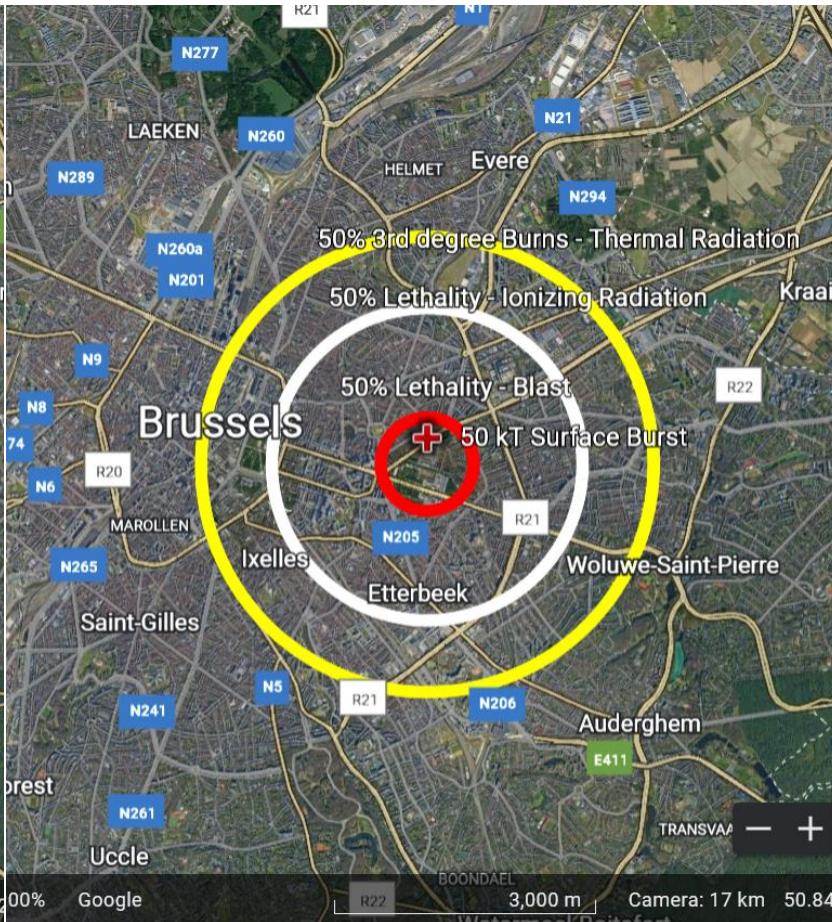 R21
N1
N277
LAEKEN
N260
N21
HELMET
Evere
N289
N294
50% 3rd degree Burns - Thermal Radiation
N260a
N201
50% Lethality - Ionizing Radiation
Kraai
N9
R22
50% Lethality - Blast
N8
Brussels
50 kT Surface Burst
74
R20
N6
R21
MAROLLEN
N205
Ixelles
N265
Woluwe-Saint-Pierre
Etterbeek
Saint-Gilles
N5
R21
N206
N241
Auderghem
E411
orest
N261
TRANSVAA
Uccle
BOONDAEL
00%
Google
R22
3,000 m
Camera: 17 km
50.84